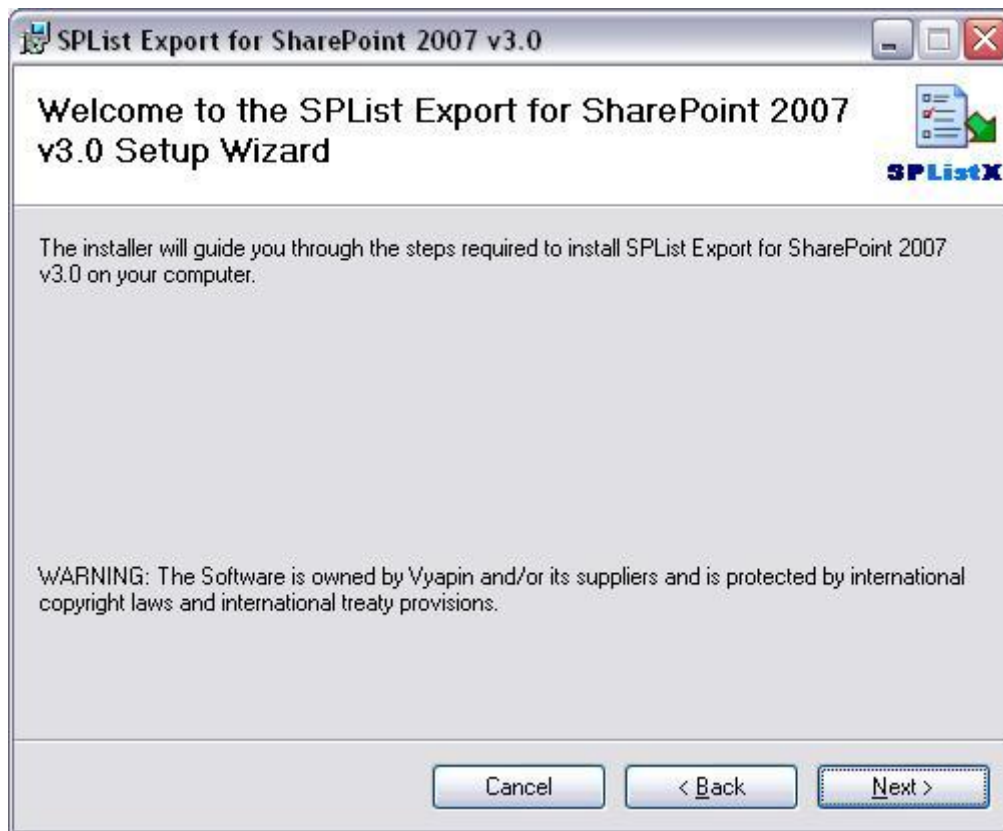 SPList Export for SharePoint 2007 v3.0
Welcome to the SPList Export for SharePoint 2007
v3.0 Setup Wizard
SPListX
The installer will guide you through the steps required to install SPList Export for SharePoint 2007
v3.0 on your computer.
WARNING: The Software is owned by Vyapin and/or its suppliers and is protected by international
copyright laws and international treaty provisions.
Cancel < Back Next >